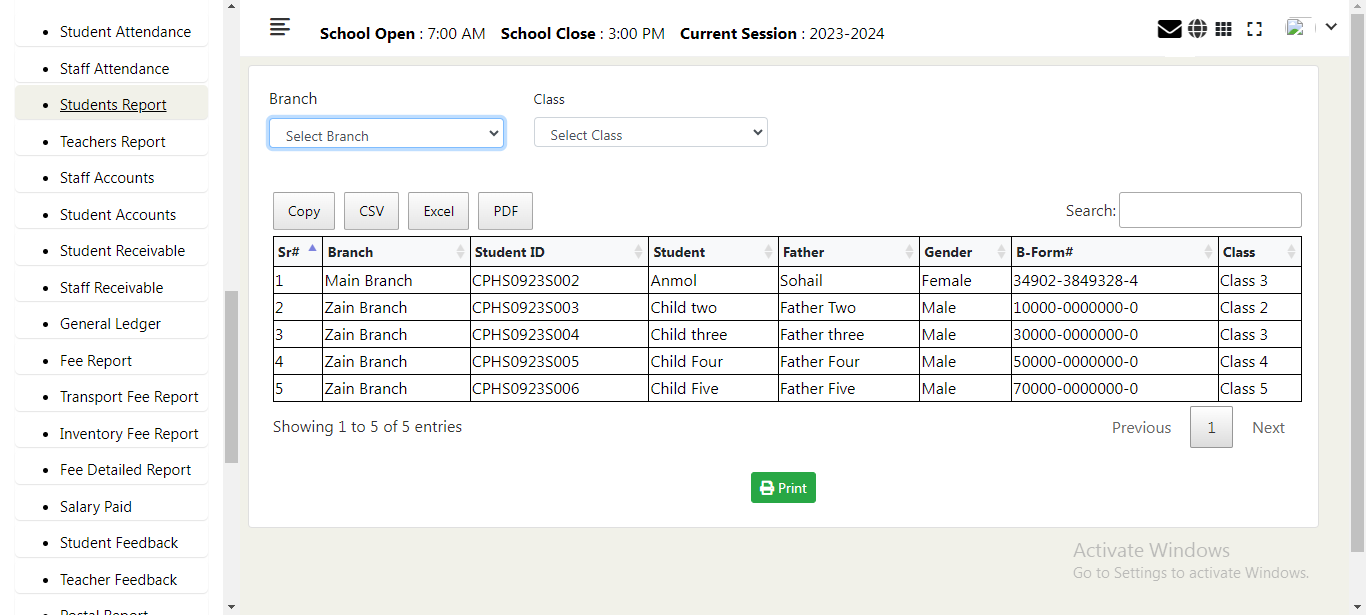 Student Attendance
Staff Attendance
Students Report
Teachers Report
Staff Accounts
Student Accounts
Student Receivable
Staff Receivable
General Ledger
Fee Report
Transport Fee Report
Inventory Fee Report
Fee Detailed Report
Salary Paid
Student Feedback
Teacher Feedback
Postal Report
School Open : 7:00 AM School Close : 3:00 PM Current Session : 2023-2024
Branch Class
Select Branch Select Class
Copy CSV Excel PDF Search:
Sr# Branch Student ID Student Father Gender B-Form# Class
1 Main Branch CPHS0923S002 Anmol Sohail Female 34902-3849328-4 Class 3
2 Zain Branch CPHS0923S003 Child two Father Two Male 10000-0000000-0 Class 2
3 Zain Branch CPHS0923S004 Child three Father three Male 30000-0000000-0 Class 3
4 Zain Branch CPHS0923S005 Child Four Father Four Male 50000-0000000-0 Class 4
5 Zain Branch CPHS0923S006 Child Five Father Five Male 70000-0000000-0 Class 5
Showing 1 to 5 of 5 entries Previous 1 Next
Print
Activate Windows
Go to Settings to activate Windows.